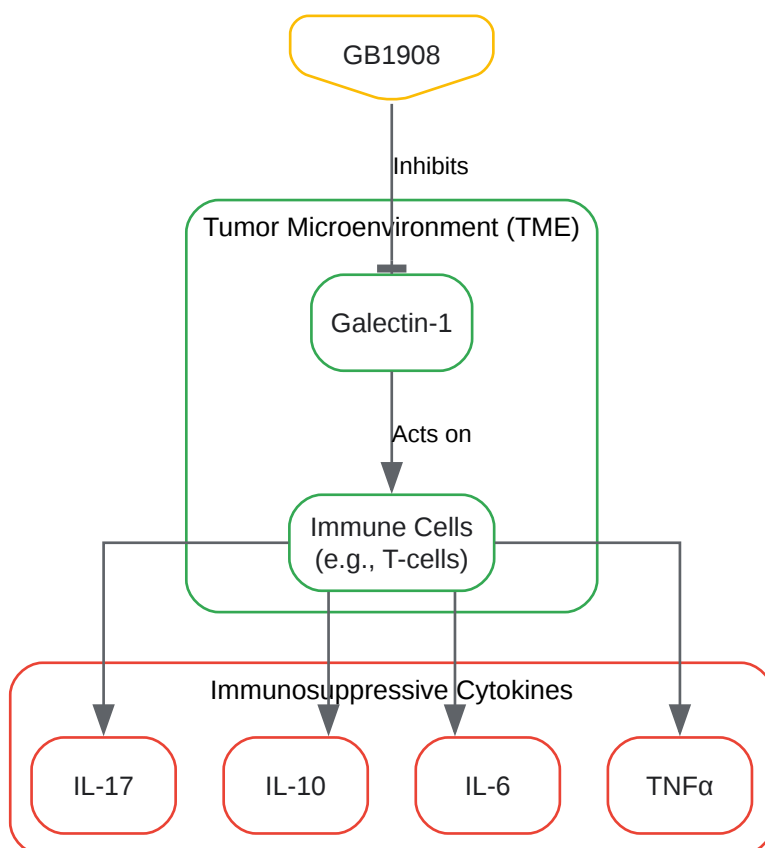 GB1908
Inhibits
Tumor Microenvironment (TME)
Galectin-1
Acts on
Immune Cells
(e.g., T-cells)
Immunosuppressive Cytokines
IL-17
IL-10
IL-6
TNFα